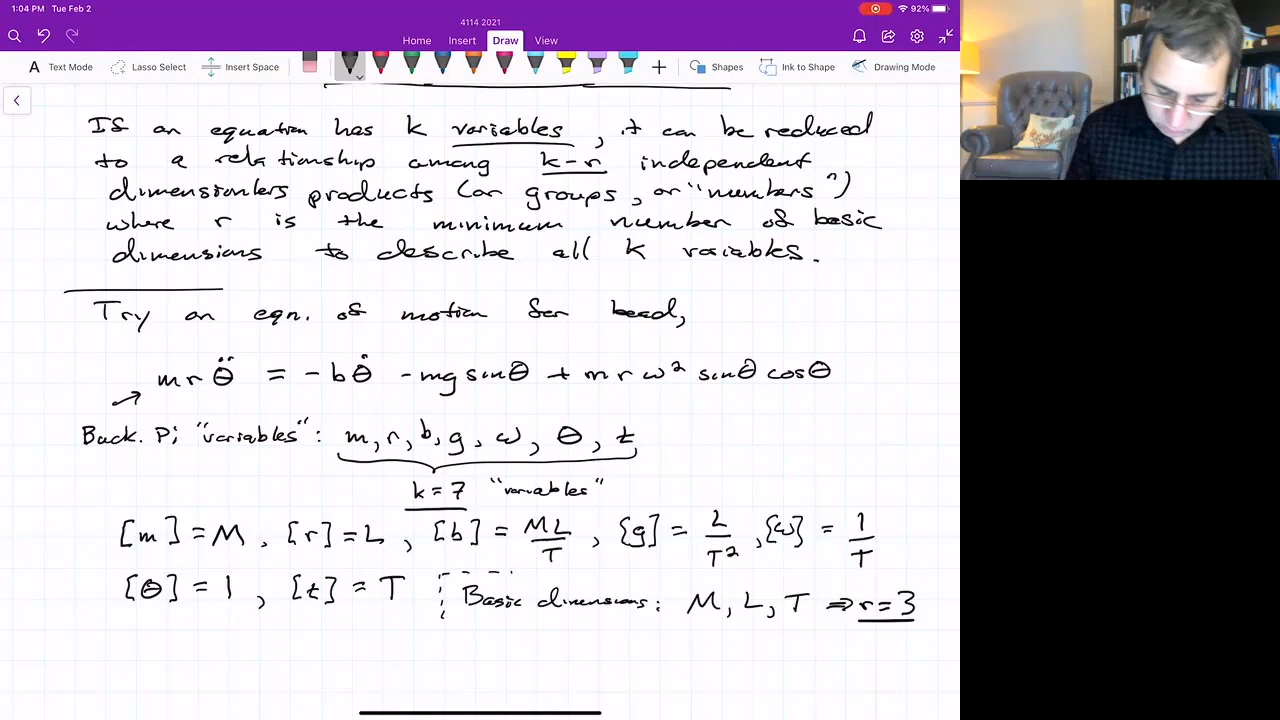 1:04 PM Tue Feb 2
92%
4114 2021
Home Insert Draw View
Text Mode Lasso Select Insert Space Shapes Ink to Shape Drawing Mode
If an equation has k variables, it can be reduced
to a relationship among k-r independent
dimensionless products (or groups, or "numbers")
where r is the minimum number of basic
dimensions to describe all k variables.
Try on eqn. of motion for bead,
mrθ̈ = -bθ̇ - mg sinθ + mrω² sinθ cosθ
Buck. Pi "variables": m, r, b, g, ω, θ, t
k = 7 "variables"
[m] = M, [r] = L, [b] = ML/T, [g] = L/T², [ω] = 1/T
[θ] = 1, [t] = T Basic dimensions: M, L, T ⇒ r = 3